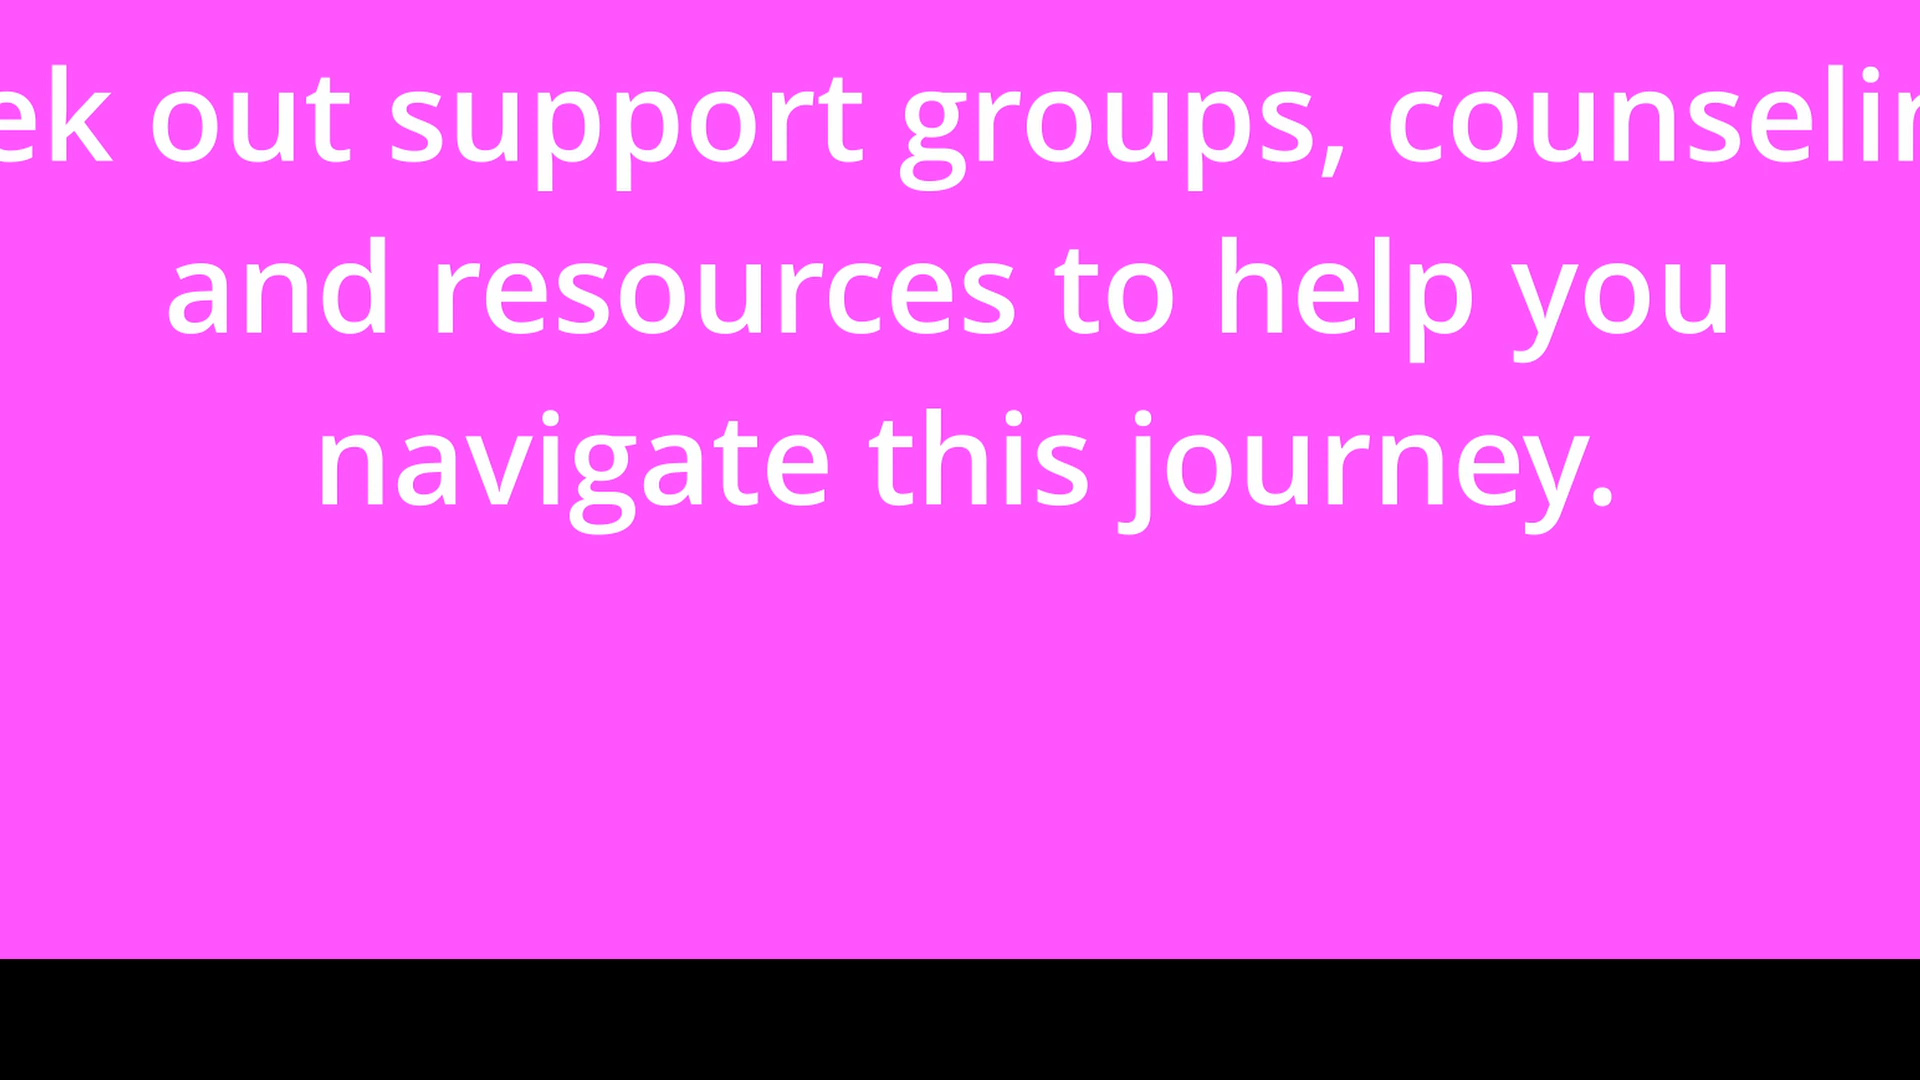 ek out support groups, counselin
and resources to help you
navigate this journey.